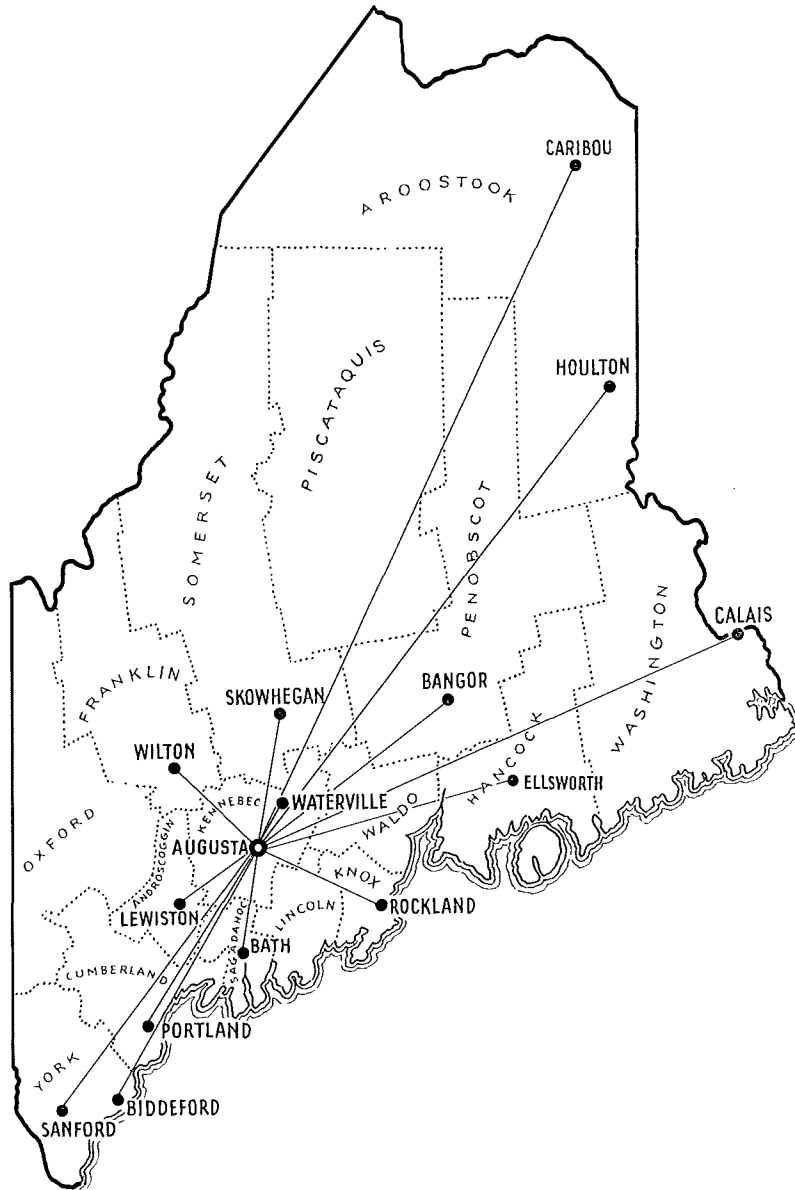 CARIBOU
AROOSTOOK
HOULTON
PISCATAQUIS
SOMERSET
PENOBSCOT
CALAIS
WASHINGTON
FRANKLIN
SKOWHEGAN
BANGOR
WILTON
HANCOCK
ELLSWORTH
KENNEBEC
WATERVILLE
WALDO
OXFORD
ANDROSCOGGIN
AUGUSTA
KNOX
LEWISTON
ROCKLAND
LINCOLN
SAGADAHOC
BATH
CUMBERLAND
PORTLAND
YORK
BIDDEFORD
SANFORD